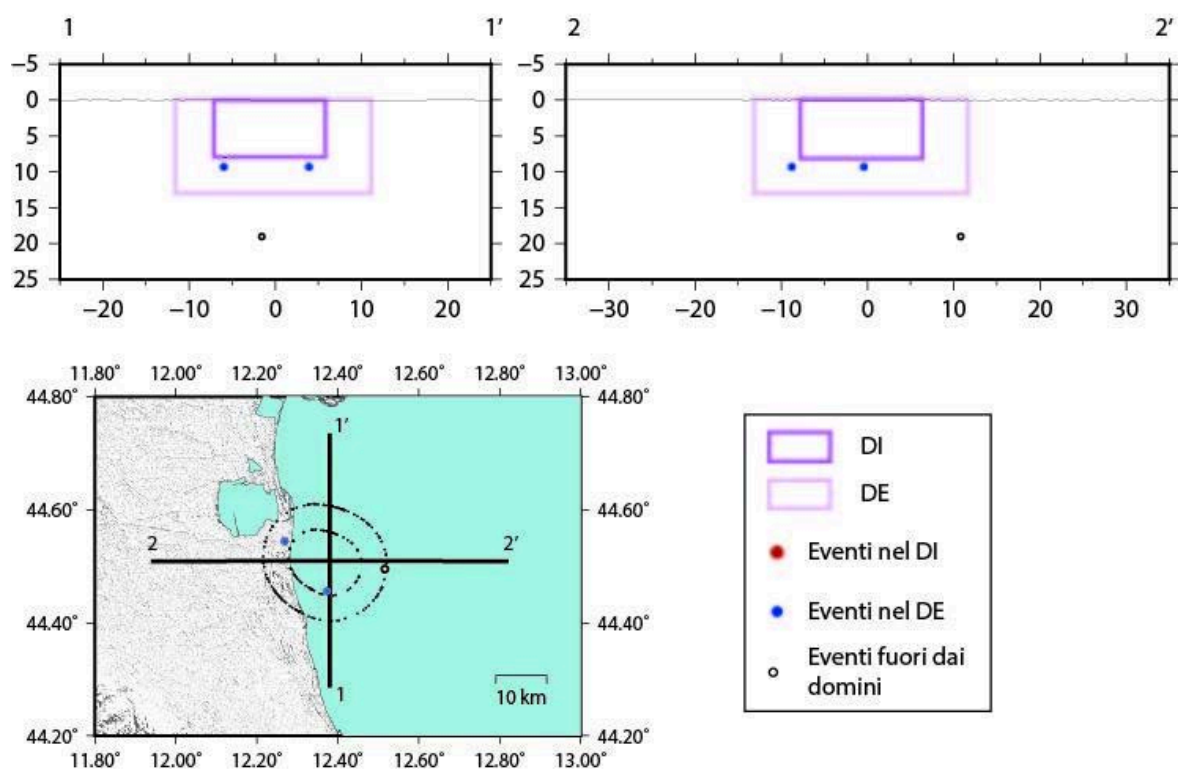 1 1’ 2 2’
−5 −5
0 0
5 5
10 10
15 15
20 20
25 25
−20 −10 0 10 20 −30 −20 −10 0 10 20 30
11.80˚ 12.00˚ 12.20˚ 12.40˚ 12.60˚ 12.80˚ 13.00˚
44.80˚ 44.80˚
1’
44.60˚ 44.60˚
2 2’
44.40˚ 44.40˚
10 km
1
44.20˚ 44.20˚
11.80˚ 12.00˚ 12.20˚ 12.40˚ 12.60˚ 12.80˚ 13.00˚
DI
DE
Eventi nel DI
Eventi nel DE
Eventi fuori dai
domini